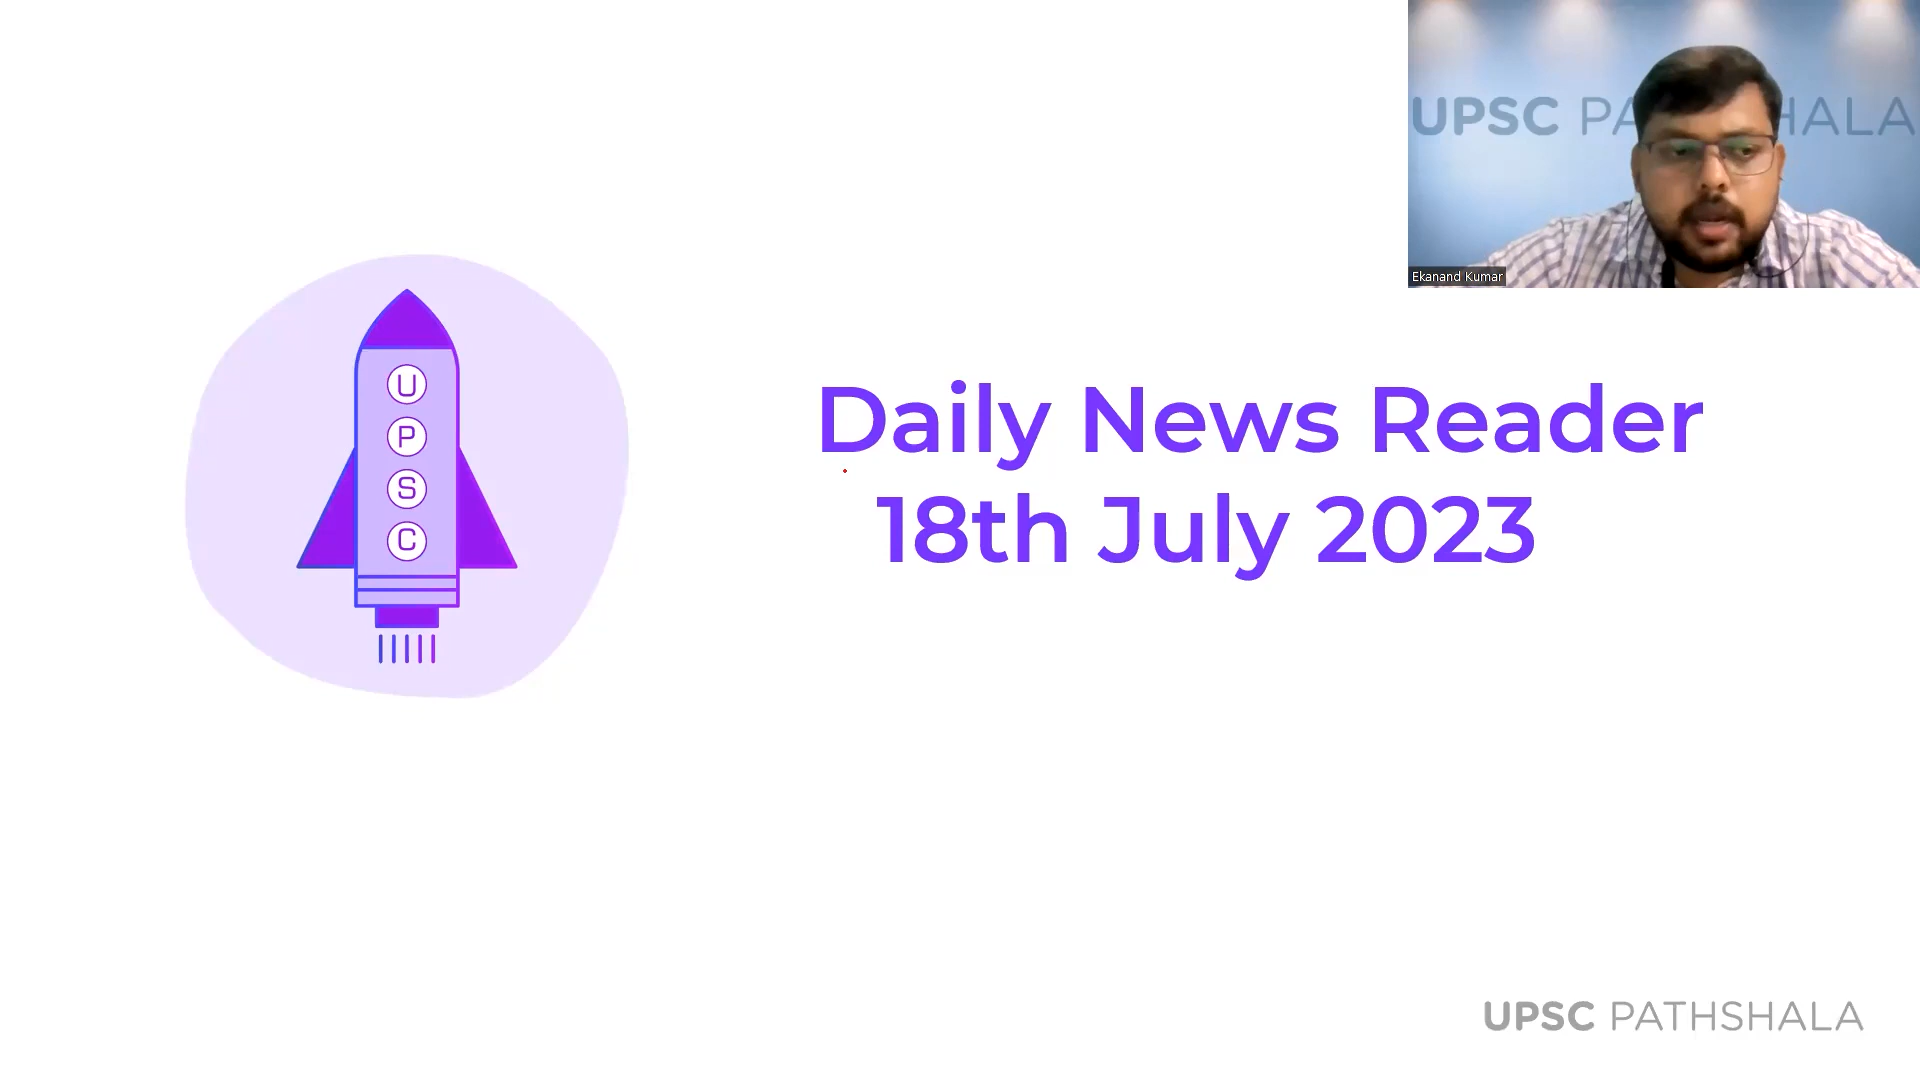 UPSC PA HALA
Ekanand Kumar
U
P
S
C
Daily News Reader
18th July 2023
UPSC PATHSHALA